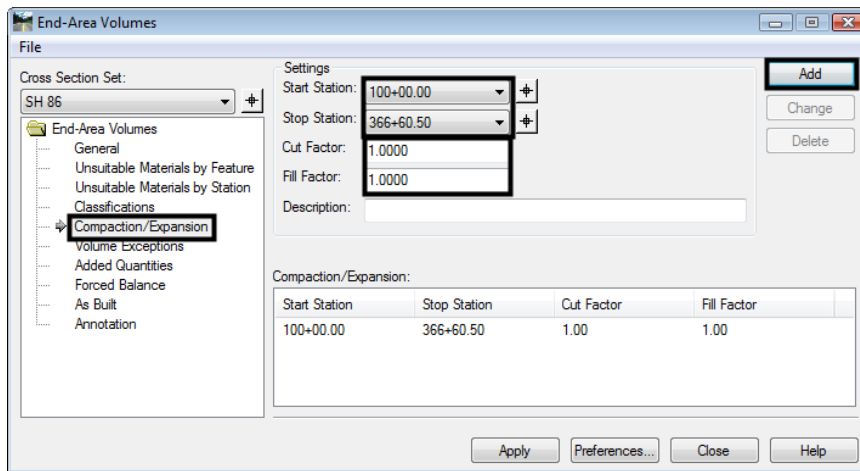 End-Area Volumes
File
Cross Section Set:
SH 86
End-Area Volumes
General
Unsuitable Materials by Feature
Unsuitable Materials by Station
Classifications
Compaction/Expansion
Volume Exceptions
Added Quantities
Forced Balance
As Built
Annotation
Settings
Start Station: 100+00.00
Stop Station: 366+60.50
Cut Factor: 1.0000
Fill Factor: 1.0000
Description:
Add
Change
Delete
Compaction/Expansion:
Start Station Stop Station Cut Factor Fill Factor
100+00.00 366+60.50 1.00 1.00
Apply Preferences... Close Help